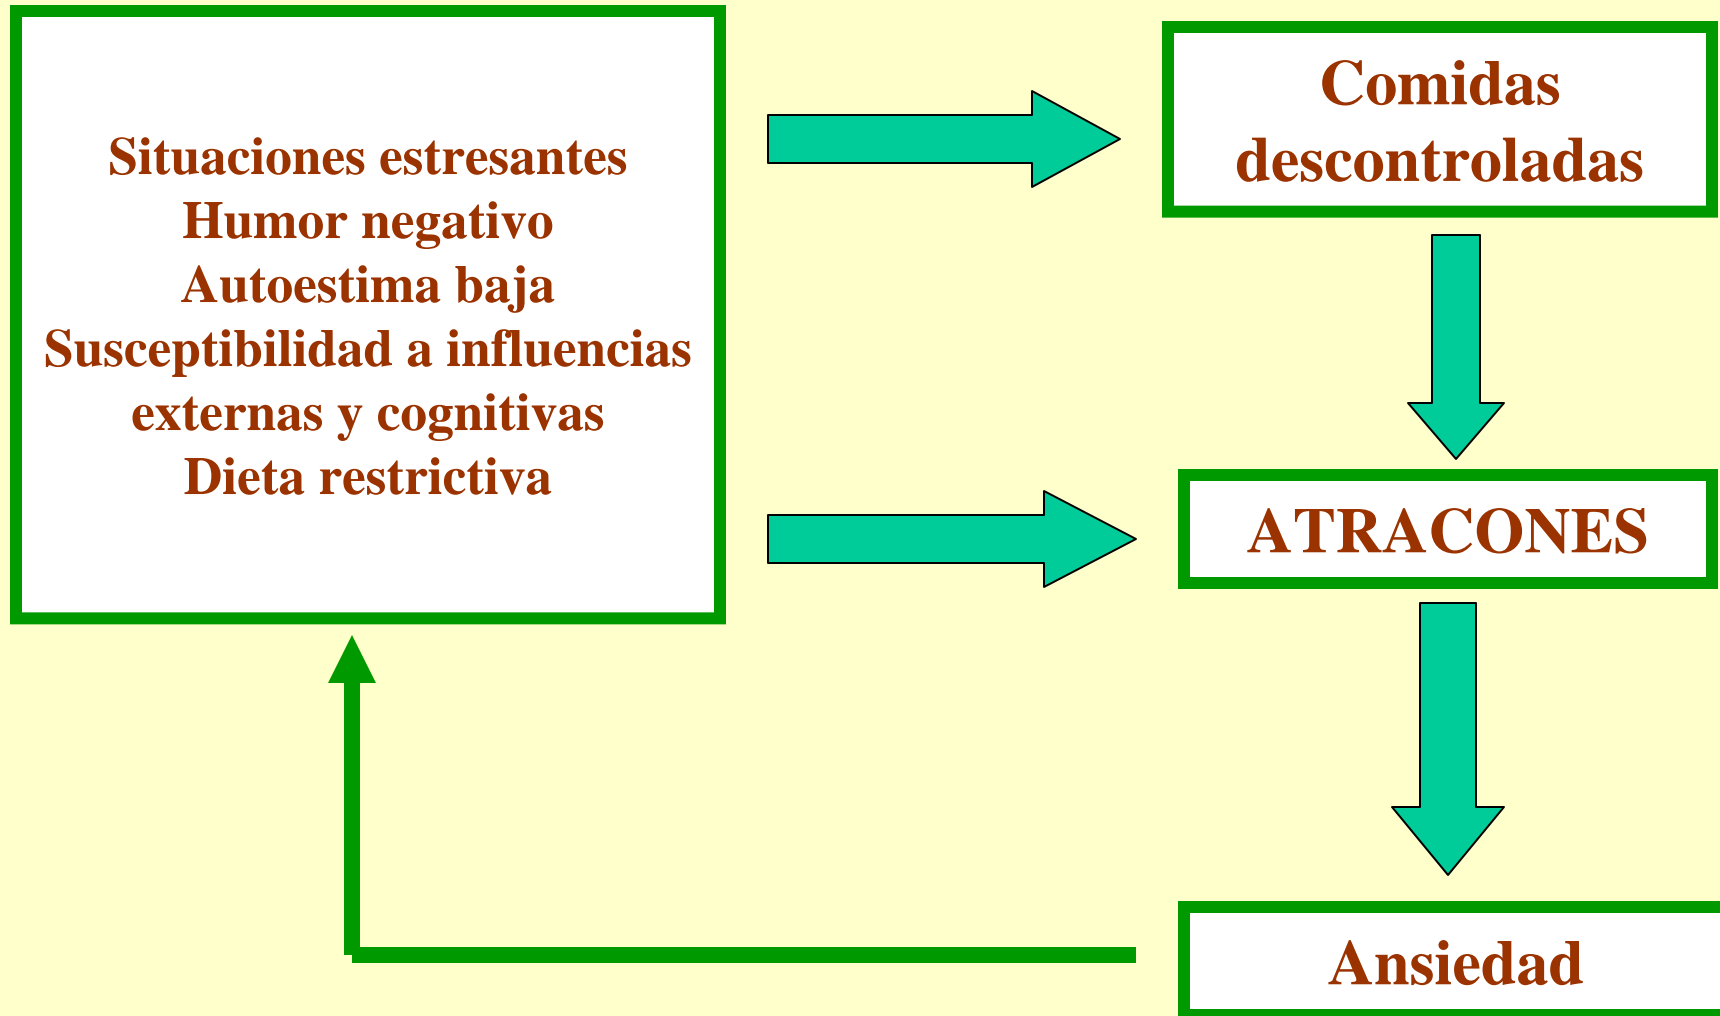 Situaciones estresantes
Humor negativo
Autoestima baja
Susceptibilidad a influencias
externas y cognitivas
Dieta restrictiva
Comidas
descontroladas
ATRACONES
Ansiedad